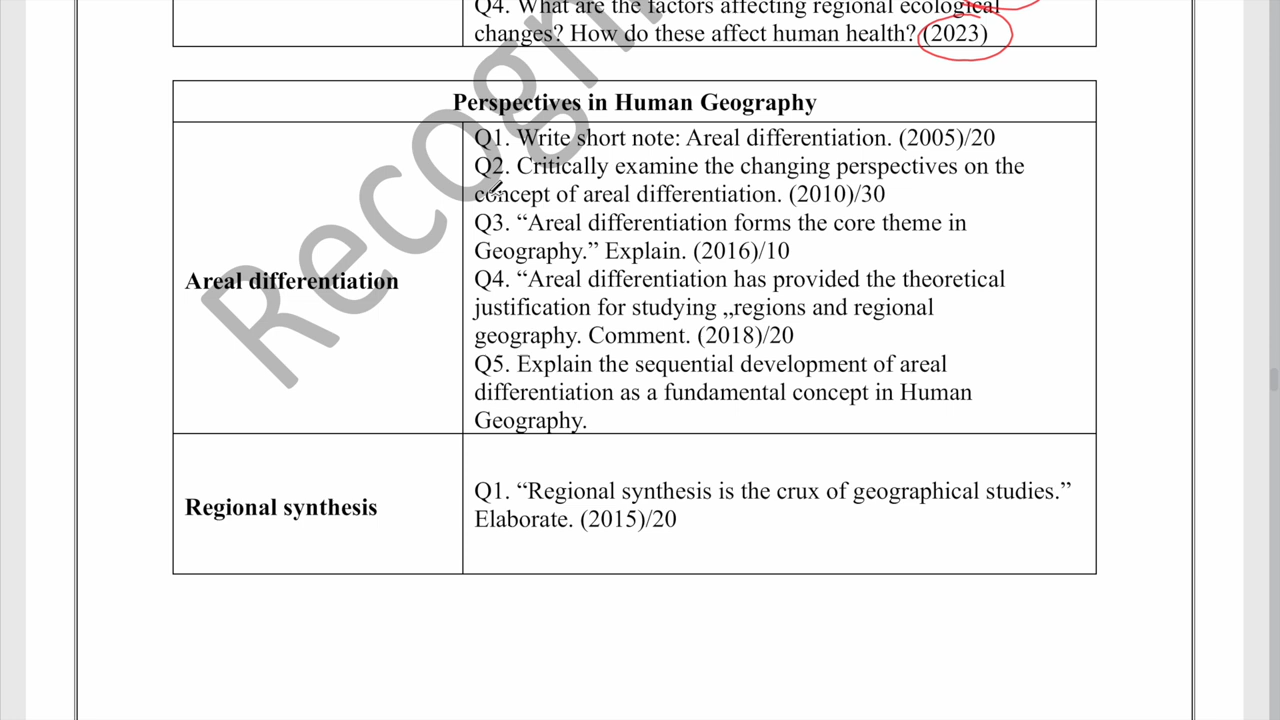 Q4. What are the factors affecting regional ecological
changes? How do these affect human health? (2023)
Perspectives in Human Geography
Areal differentiation
Q1. Write short note: Areal differentiation. (2005)/20
Q2. Critically examine the changing perspectives on the
concept of areal differentiation. (2010)/30
Q3. “Areal differentiation forms the core theme in
Geography.” Explain. (2016)/10
Q4. “Areal differentiation has provided the theoretical
justification for studying „regions and regional
geography. Comment. (2018)/20
Q5. Explain the sequential development of areal
differentiation as a fundamental concept in Human
Geography.
Regional synthesis
Q1. “Regional synthesis is the crux of geographical studies.”
Elaborate. (2015)/20